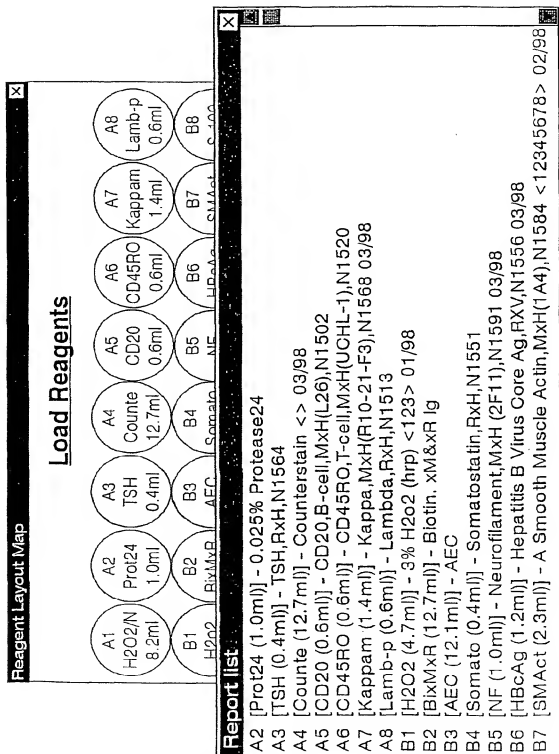 Reagent Layout Map
Load Reagents
A1
H2O2/N
8.2ml
A2
Prot24
1.0ml
A3
TSH
0.4ml
A4
Counte
12.7ml
A5
CD20
0.6ml
A6
CD45RO
0.6ml
A7
Kappam
1.4ml
A8
Lamb-p
0.6ml
B1
H2o2
B2
BixMxR
B3
AEC
B4
Somato
B5
NF
B6
HBcAg
B7
SMAct
B8
S-100
Report list
A2 [Prot24 (1.0ml)] - 0.025% Protease24
A3 [TSH (0.4ml)] - TSH,RxH,N1564
A4 [Counte (12.7ml)] - Counterstain <> 03/98
A5 [CD20 (0.6ml)] - CD20,B-cell,MxH(L26),N1502
A6 [CD45RO (0.6ml)] - CD45RO,T-cell,MxH(UCHL-1),N1520
A7 [Kappam (1.4ml)] - Kappa,MxH(R10-21-F3),N1568 03/98
A8 [Lamb-p (0.6ml)] - Lambda,RxH,N1513
B1 [H2O2 (4.7ml)] - 3% H2o2 (hrp) <123> 01/98
B2 [BixMxR (12.7ml)] - Biotin, xM&xR Ig
B3 [AEC (12.1ml)] - AEC
B4 [Somato (0.4ml)] - Somatostatin,RxH,N1551
B5 [NF (1.0ml)] - Neurofilament,MxH (2F11),N1591 03/98
B6 [HBcAg (1.2ml)] - Hepatitis B Virus Core Ag,RXV,N1556 03/98
B7 [SMAct (2.3ml)] - A Smooth Muscle Actin,MxH(1A4),N1584 <12345678> 02/98